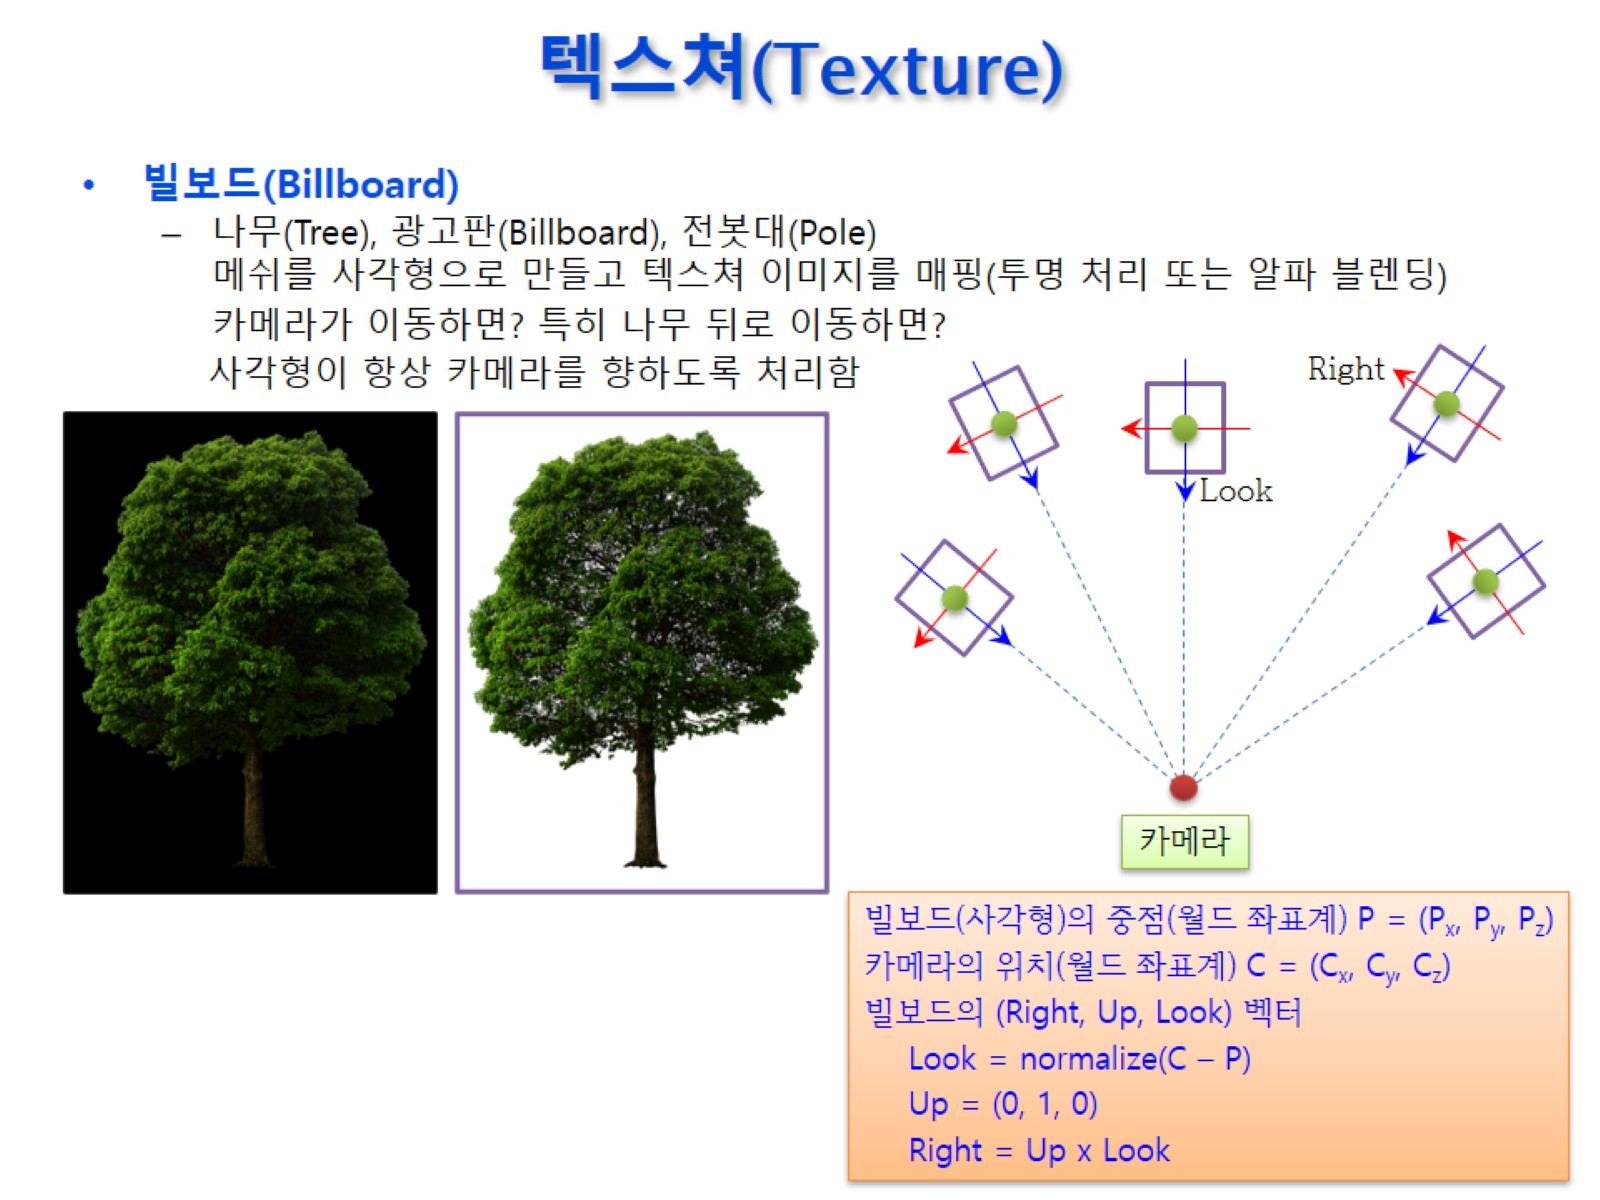 텍스쳐(Texture)
• 빌보드(Billboard)
– 나무(Tree), 광고판(Billboard), 전봇대(Pole)
메쉬를 사각형으로 만들고 텍스쳐 이미지를 매핑(투명 처리 또는 알파 블렌딩)
카메라가 이동하면? 특히 나무 뒤로 이동하면?
사각형이 항상 카메라를 향하도록 처리함
Right
Look
카메라
빌보드(사각형)의 중점(월드 좌표계) P = (Px, Py, Pz)
카메라의 위치(월드 좌표계) C = (Cx, Cy, Cz)
빌보드의 (Right, Up, Look) 벡터
Look = normalize(C – P)
Up = (0, 1, 0)
Right = Up x Look